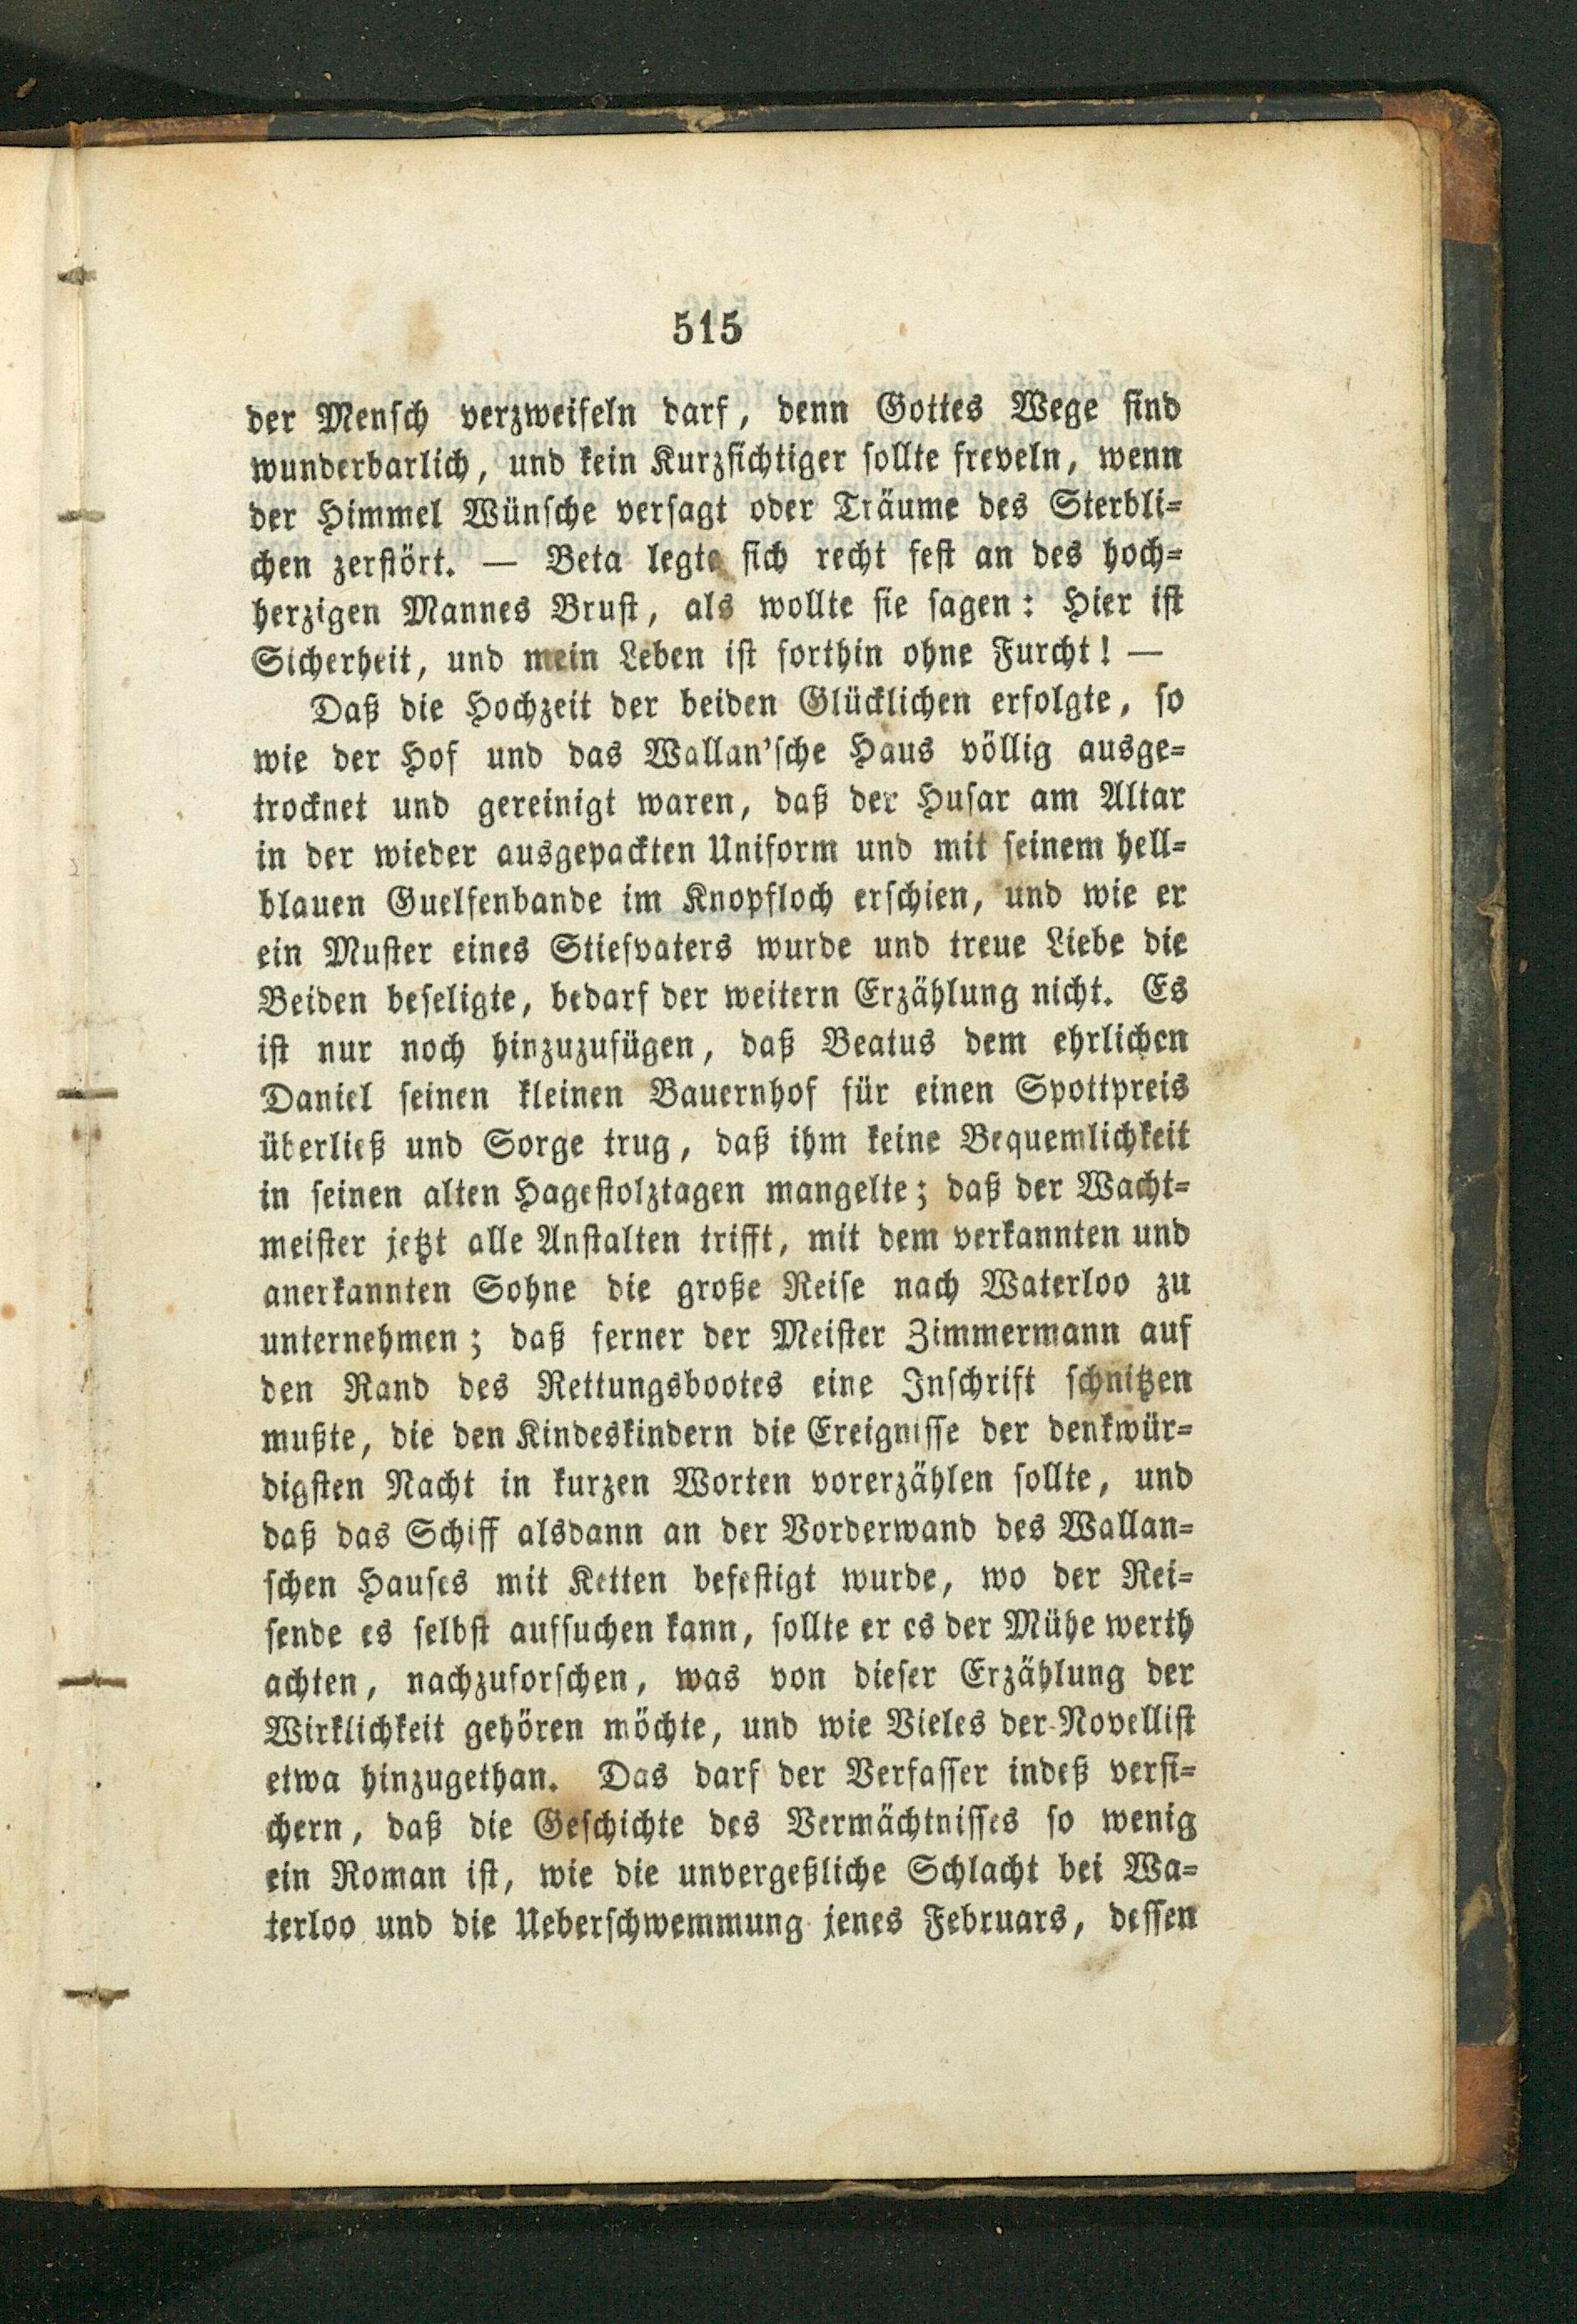 515
der Menſch verzweifeln darf, denn Gottes Wege ſind
wunderbarlich, und kein Kurzſichtiger ſollte freveln, wenn
der Himmel Wünſche verſagt oder Träume des Sterbli⸗
chen zerſtört. — Beta legte ſich recht feſt an des hoch⸗
herzigen Mannes Bruſt, als wollte ſie ſagen: Hier iſt
Sicherheit, und mein Leben iſt forthin ohne Furcht! —
Daß die Hochzeit der beiden Glücklichen erfolgte, ſo
wie der Hof und das Wallan’ſche Haus völlig ausge⸗
trocknet und gereinigt waren, daß der Huſar am Altar
in der wieder ausgepackten Uniform und mit ſeinem hell⸗
blauen Guelfenbande im Knopfloch erſchien, und wie er
ein Muſter eines Stiefvaters wurde und treue Liebe die
Beiden beſeligte, bedarf der weitern Erzählung nicht. Es
iſt nur noch hinzuzufügen, daß Beatus dem ehrlichen
Daniel ſeinen kleinen Bauernhof für einen Spottpreis
überließ und Sorge trug, daß ihm keine Bequemlichkeit
in ſeinen alten Hageſtolztagen mangelte; daß der Wacht⸗
meiſter jetzt alle Anſtalten trifft, mit dem verkannten und
anerkannten Sohne die große Reiſe nach Waterloo zu
unternehmen; daß ferner der Meiſter Zimmermann auf
den Rand des Rettungsbootes eine Inſchrift ſchnitzen
mußte, die den Kindeskindern die Ereigniſſe der denkwür⸗
digſten Nacht in kurzen Worten vorerzählen ſollte, und
daß das Schiff alsdann an der Vorderwand des Wallan⸗
ſchen Hauſes mit Ketten befeſtigt wurde, wo der Rei⸗
ſende es ſelbſt aufſuchen kann, ſollte er es der Mühe werth
achten, nachzuforſchen, was von dieſer Erzählung der
Wirklichkeit gehören möchte, und wie Vieles der Novelliſt
etwa hinzugethan. Das darf der Verfaſſer indeß verſi⸗
chern, daß die Geſchichte des Vermächtniſſes ſo wenig
ein Roman iſt, wie die unvergeßliche Schlacht bei Wa⸗
terloo und die Ueberſchwemmung jenes Februars, deſſen